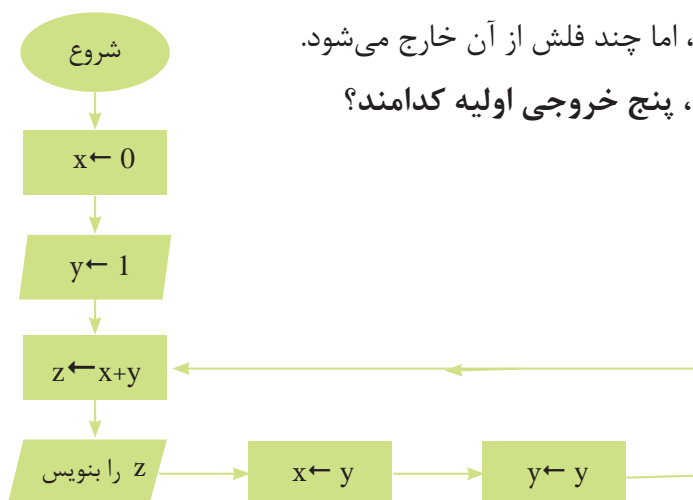 ، اما چند فلش از آن خارج می‌شود.
، پنج خروجی اولیه کدامند؟
شروع
x← 0
y← 1
z←x+y
z را بنویس
x← y
y← y